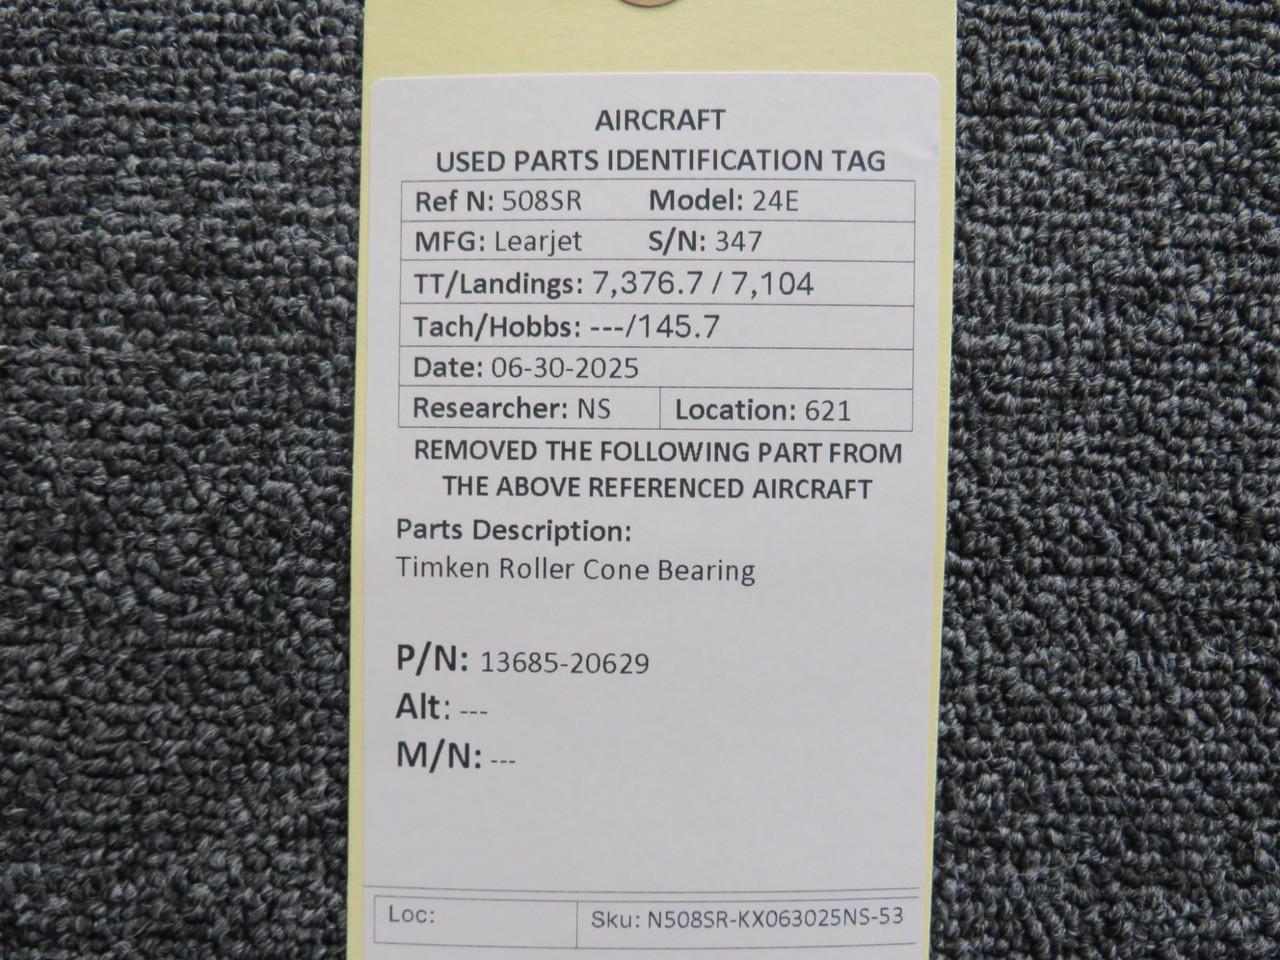 AIRCRAFT
USED PARTS IDENTIFICATION TAG
Ref N: 508SR Model: 24E
MFG: Learjet S/N: 347
TT/Landings: 7,376.7 / 7,104
Tach/Hobbs: ---/145.7
Date: 06-30-2025
Researcher: NS Location: 621
REMOVED THE FOLLOWING PART FROM
THE ABOVE REFERENCED AIRCRAFT
Parts Description:
Timken Roller Cone Bearing
P/N: 13685-20629
Alt: ---
M/N: ---
Loc: Sku: N508SR-KX063025NS-53